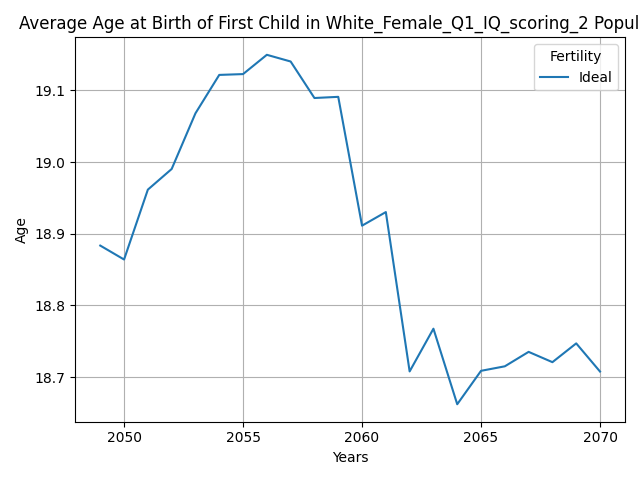 Average Age at Birth of First Child in White_Female_Q1_IQ_scoring_2 Popul
Fertility
Ideal
19.1
19.0
18.9
18.8
18.7
Age
2050 2055 2060 2065 2070
Years